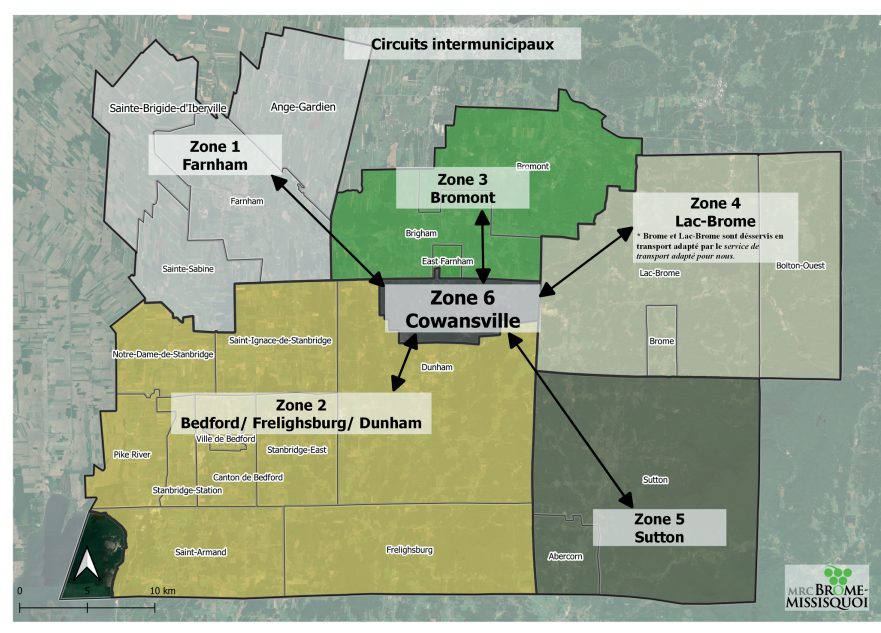 Circuits intermunicipaux
Sainte-Brigide-d'Iberville
Ange-Gardien
Zone 1
Farnham
Farnham
Sainte-Sabine
Bromont
Zone 3
Bromont
Brigham
East-Farnham
Zone 4
Lac-Brome
* Brome et Lac-Brome sont désservis en
transport adapté par le service de
transport adapté pour nous.
Lac-Brome
Bolton-Ouest
Brome
Zone 6
Cowansville
Notre-Dame-de-Stanbridge
Saint-Ignace-de-Stanbridge
Dunham
Zone 2
Bedford/ Frelighsburg/ Dunham
Ville de Bedford
Pike River
Stanbridge-East
Canton de Bedford
Stanbridge-Station
Sutton
Zone 5
Sutton
Saint-Armand
Frelighsburg
Abercorn
0 5 10 km
MRC BROME-
MISSISQUOI